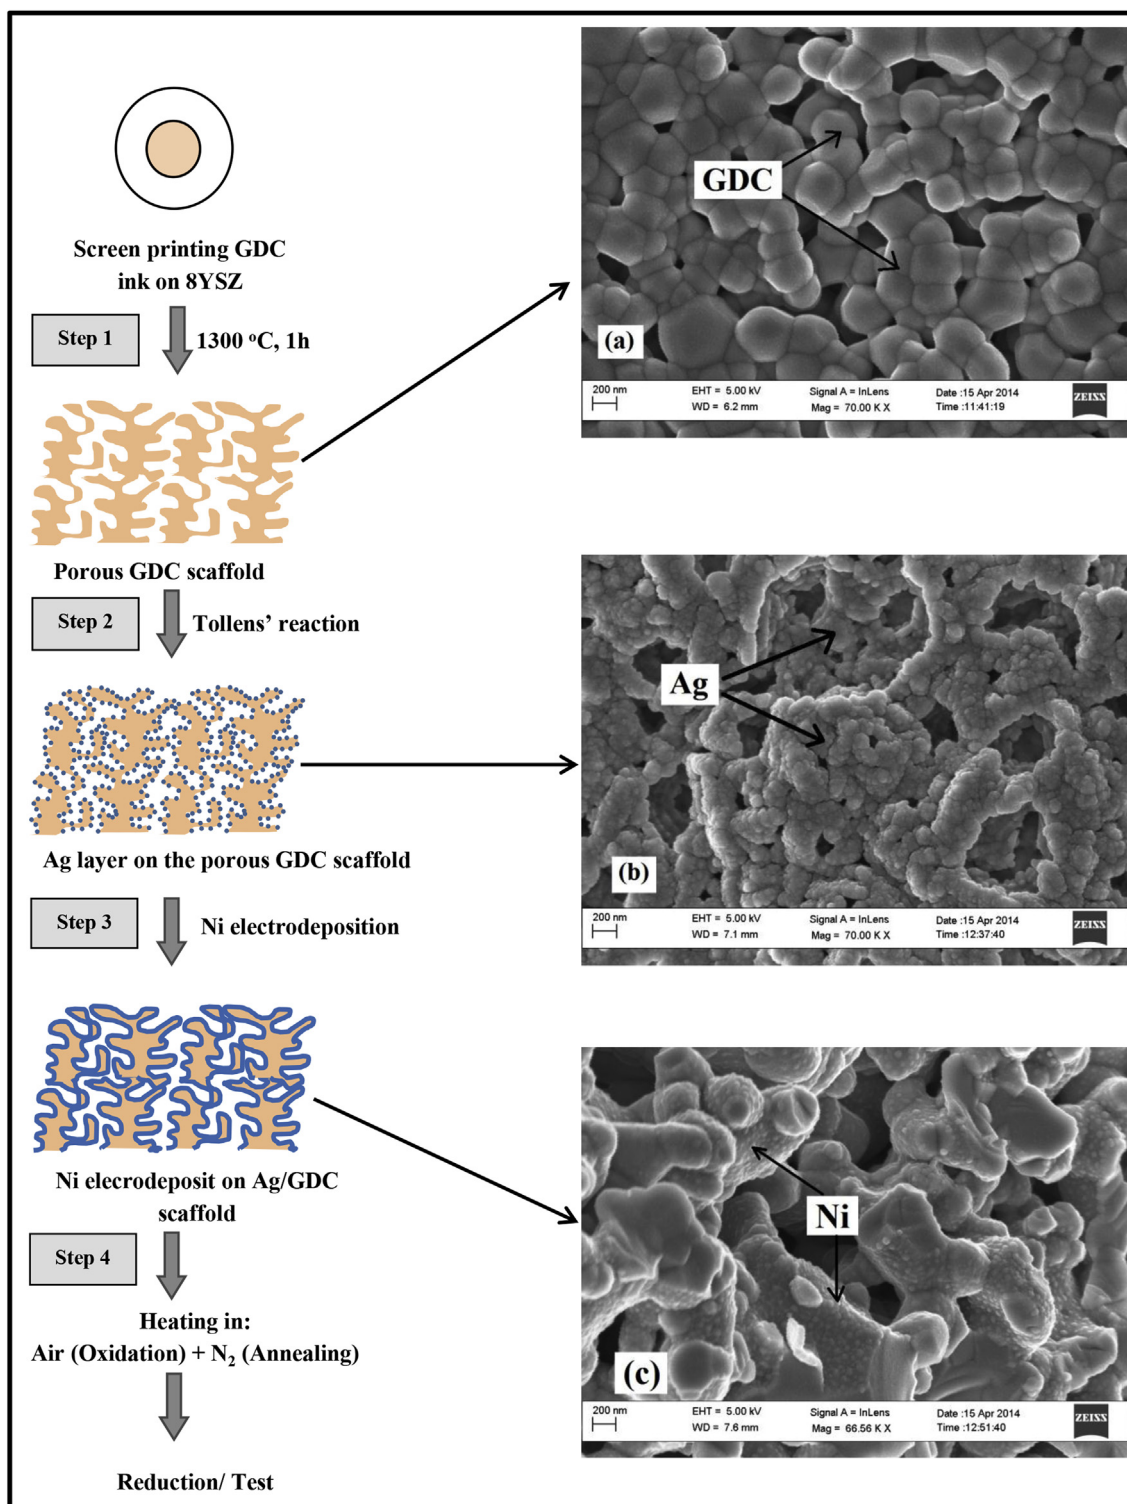 Screen printing GDC
ink on 8YSZ
Step 1
1300 °C, 1h
Porous GDC scaffold
Step 2
Tollens' reaction
Ag layer on the porous GDC scaffold
Step 3
Ni electrodeposition
Ni elecrodeposit on Ag/GDC
scaffold
Step 4
Heating in:
Air (Oxidation) + N₂ (Annealing)
Reduction/ Test
GDC
(a)
200 nm
EHT = 5.00 kV
WD = 6.2 mm
Signal A = InLens
Mag = 70.00 K X
Date :15 Apr 2014
Time :11:41:19
ZEISS
Ag
(b)
200 nm
EHT = 5.00 kV
WD = 7.1 mm
Signal A = InLens
Mag = 70.00 K X
Date :15 Apr 2014
Time :12:37:40
ZEISS
Ni
(c)
200 nm
EHT = 5.00 kV
WD = 7.6 mm
Signal A = InLens
Mag = 66.56 K X
Date :15 Apr 2014
Time :12:51:40
ZEISS